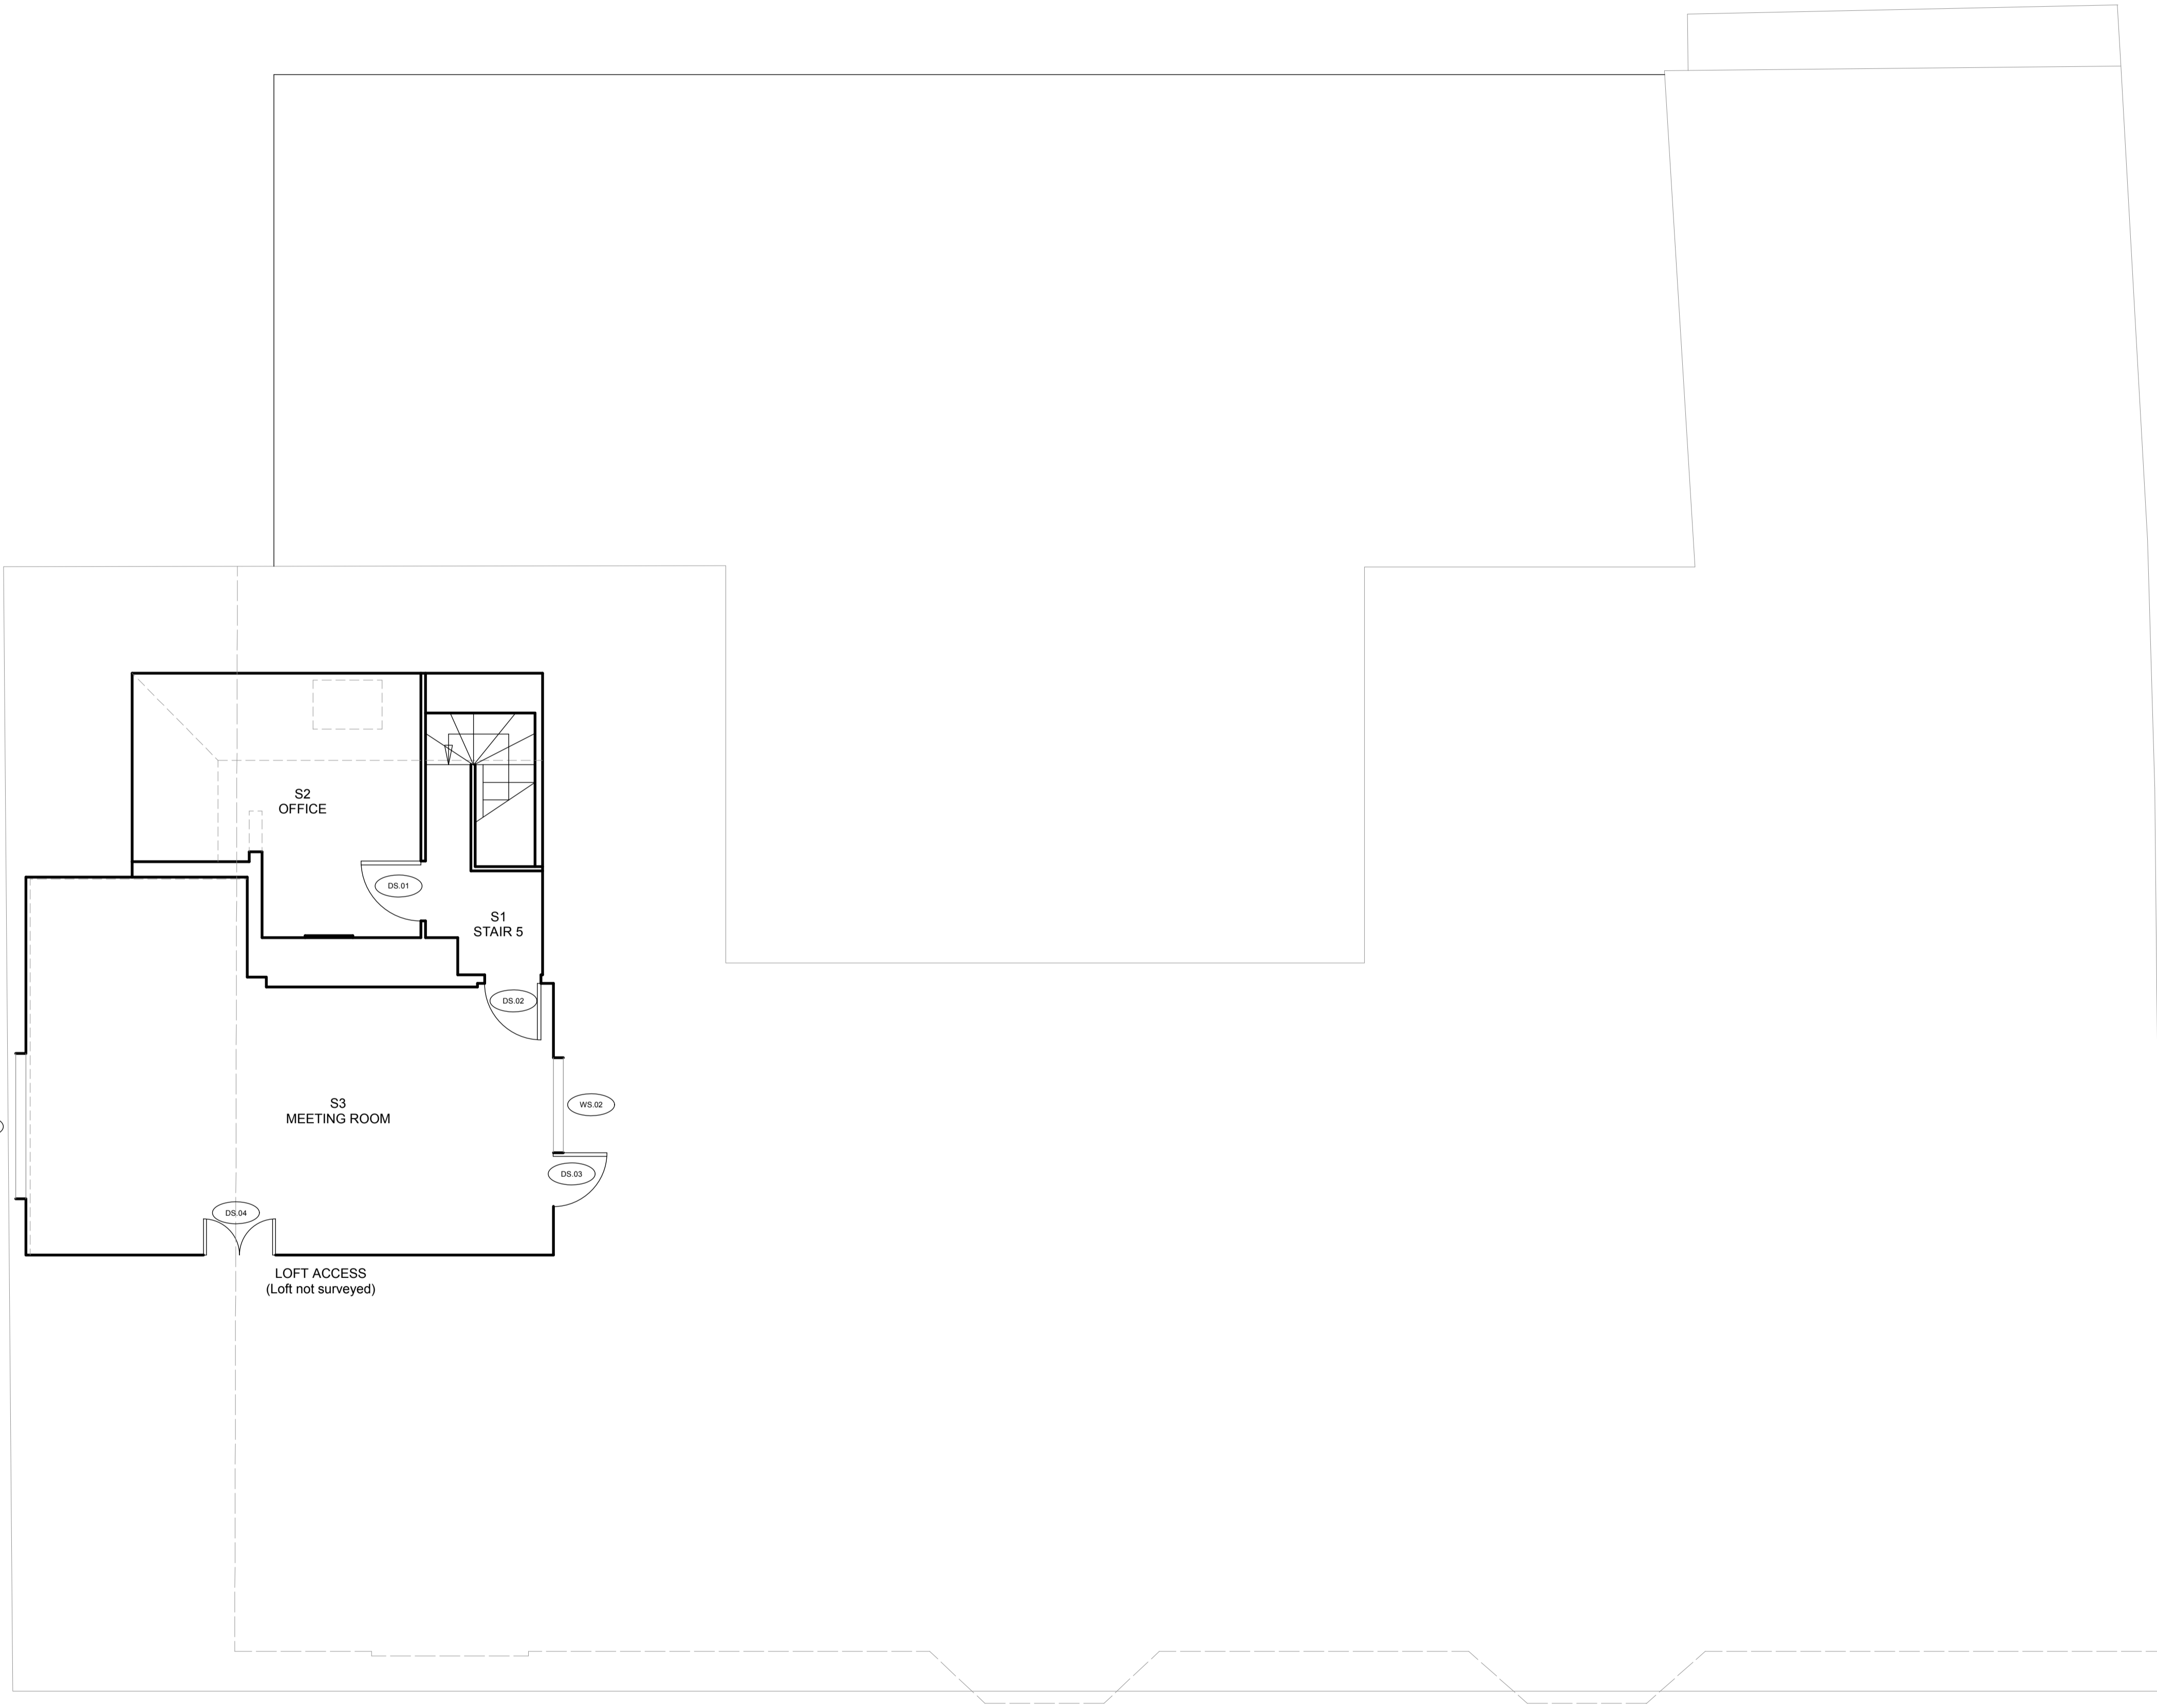 S2
OFFICE
DS.01
S1
STAIR 5
DS.02
S3
MEETING ROOM
WS.02
DS.03
DS.04
LOFT ACCESS
(Loft not surveyed)